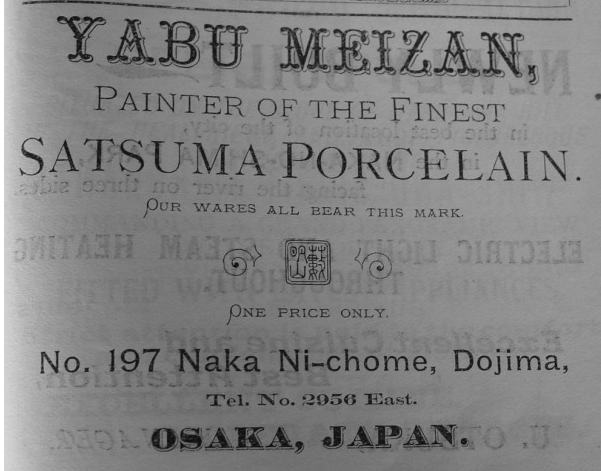 YABU MEIZAN,
PAINTER OF THE FINEST
SATSUMA PORCELAIN.
OUR WARES ALL BEAR THIS MARK.
ONE PRICE ONLY.
No. 197 Naka Ni-chome, Dojima,
Tel. No. 2956 East.
OSAKA, JAPAN.